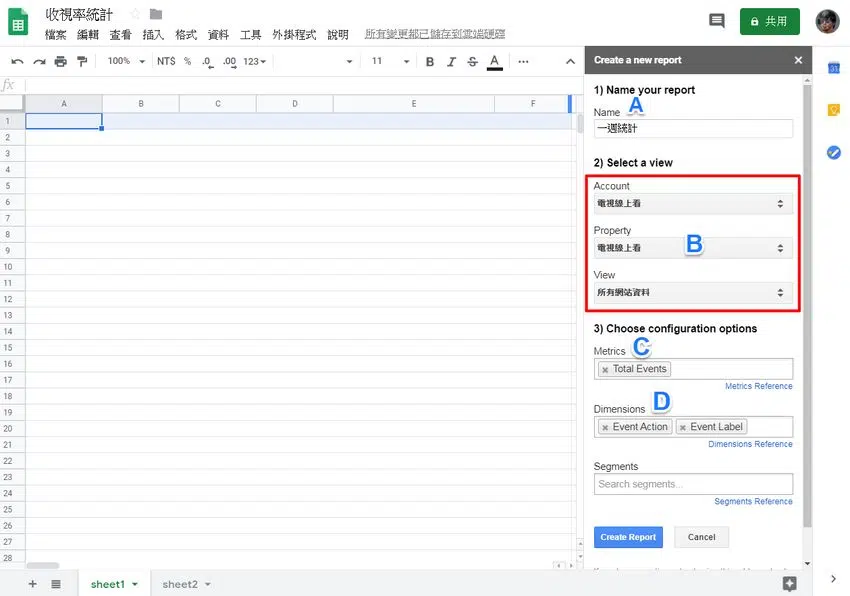 收視率統計
檔案 編輯 查看 插入 格式 資料 工具 外掛程式 說明 所有變更都已儲存到雲端硬碟
共用
100% NT$ % .0 .00 123 11 B I S A
fx
A B C D E F
1
2
3
4
5
6
7
8
9
10
11
12
13
14
15
16
17
18
19
20
21
22
23
24
25
26
27
28
Create a new report
1) Name your report
Name A
一週統計
2) Select a view
Account
電視線上看
Property
電視線上看 B
View
所有網站資料
3) Choose configuration options
Metrics C
Total Events
Metrics Reference
Dimensions D
Event Action Event Label
Dimensions Reference
Segments
Search segments...
Segments Reference
Create Report Cancel
31
sheet1 sheet2